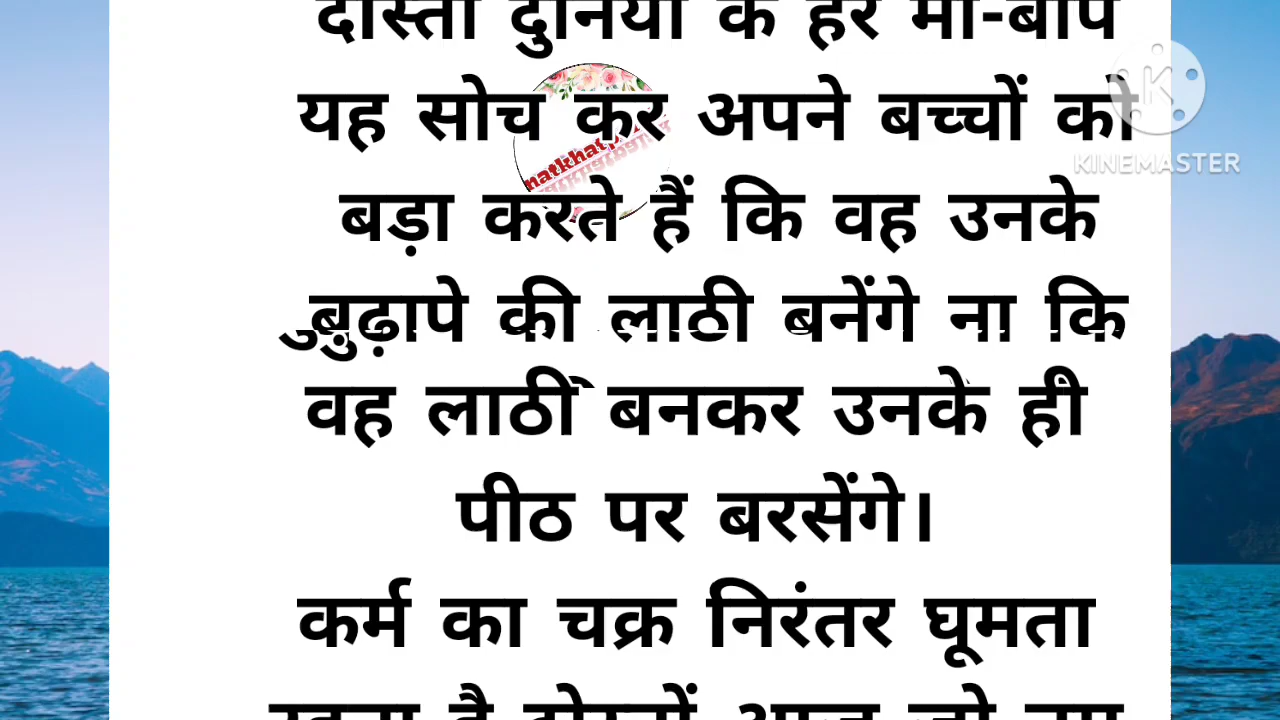 यह सोच कर अपने बच्चों को
KINEMASTER
बड़ा करते हैं कि वह उनके
बुढ़ापे की लाठी बनेंगे ना कि
वह लाठी बनकर उनके ही
पीठ पर बरसेंगे।
कर्म का चक्र निरंतर घूमता